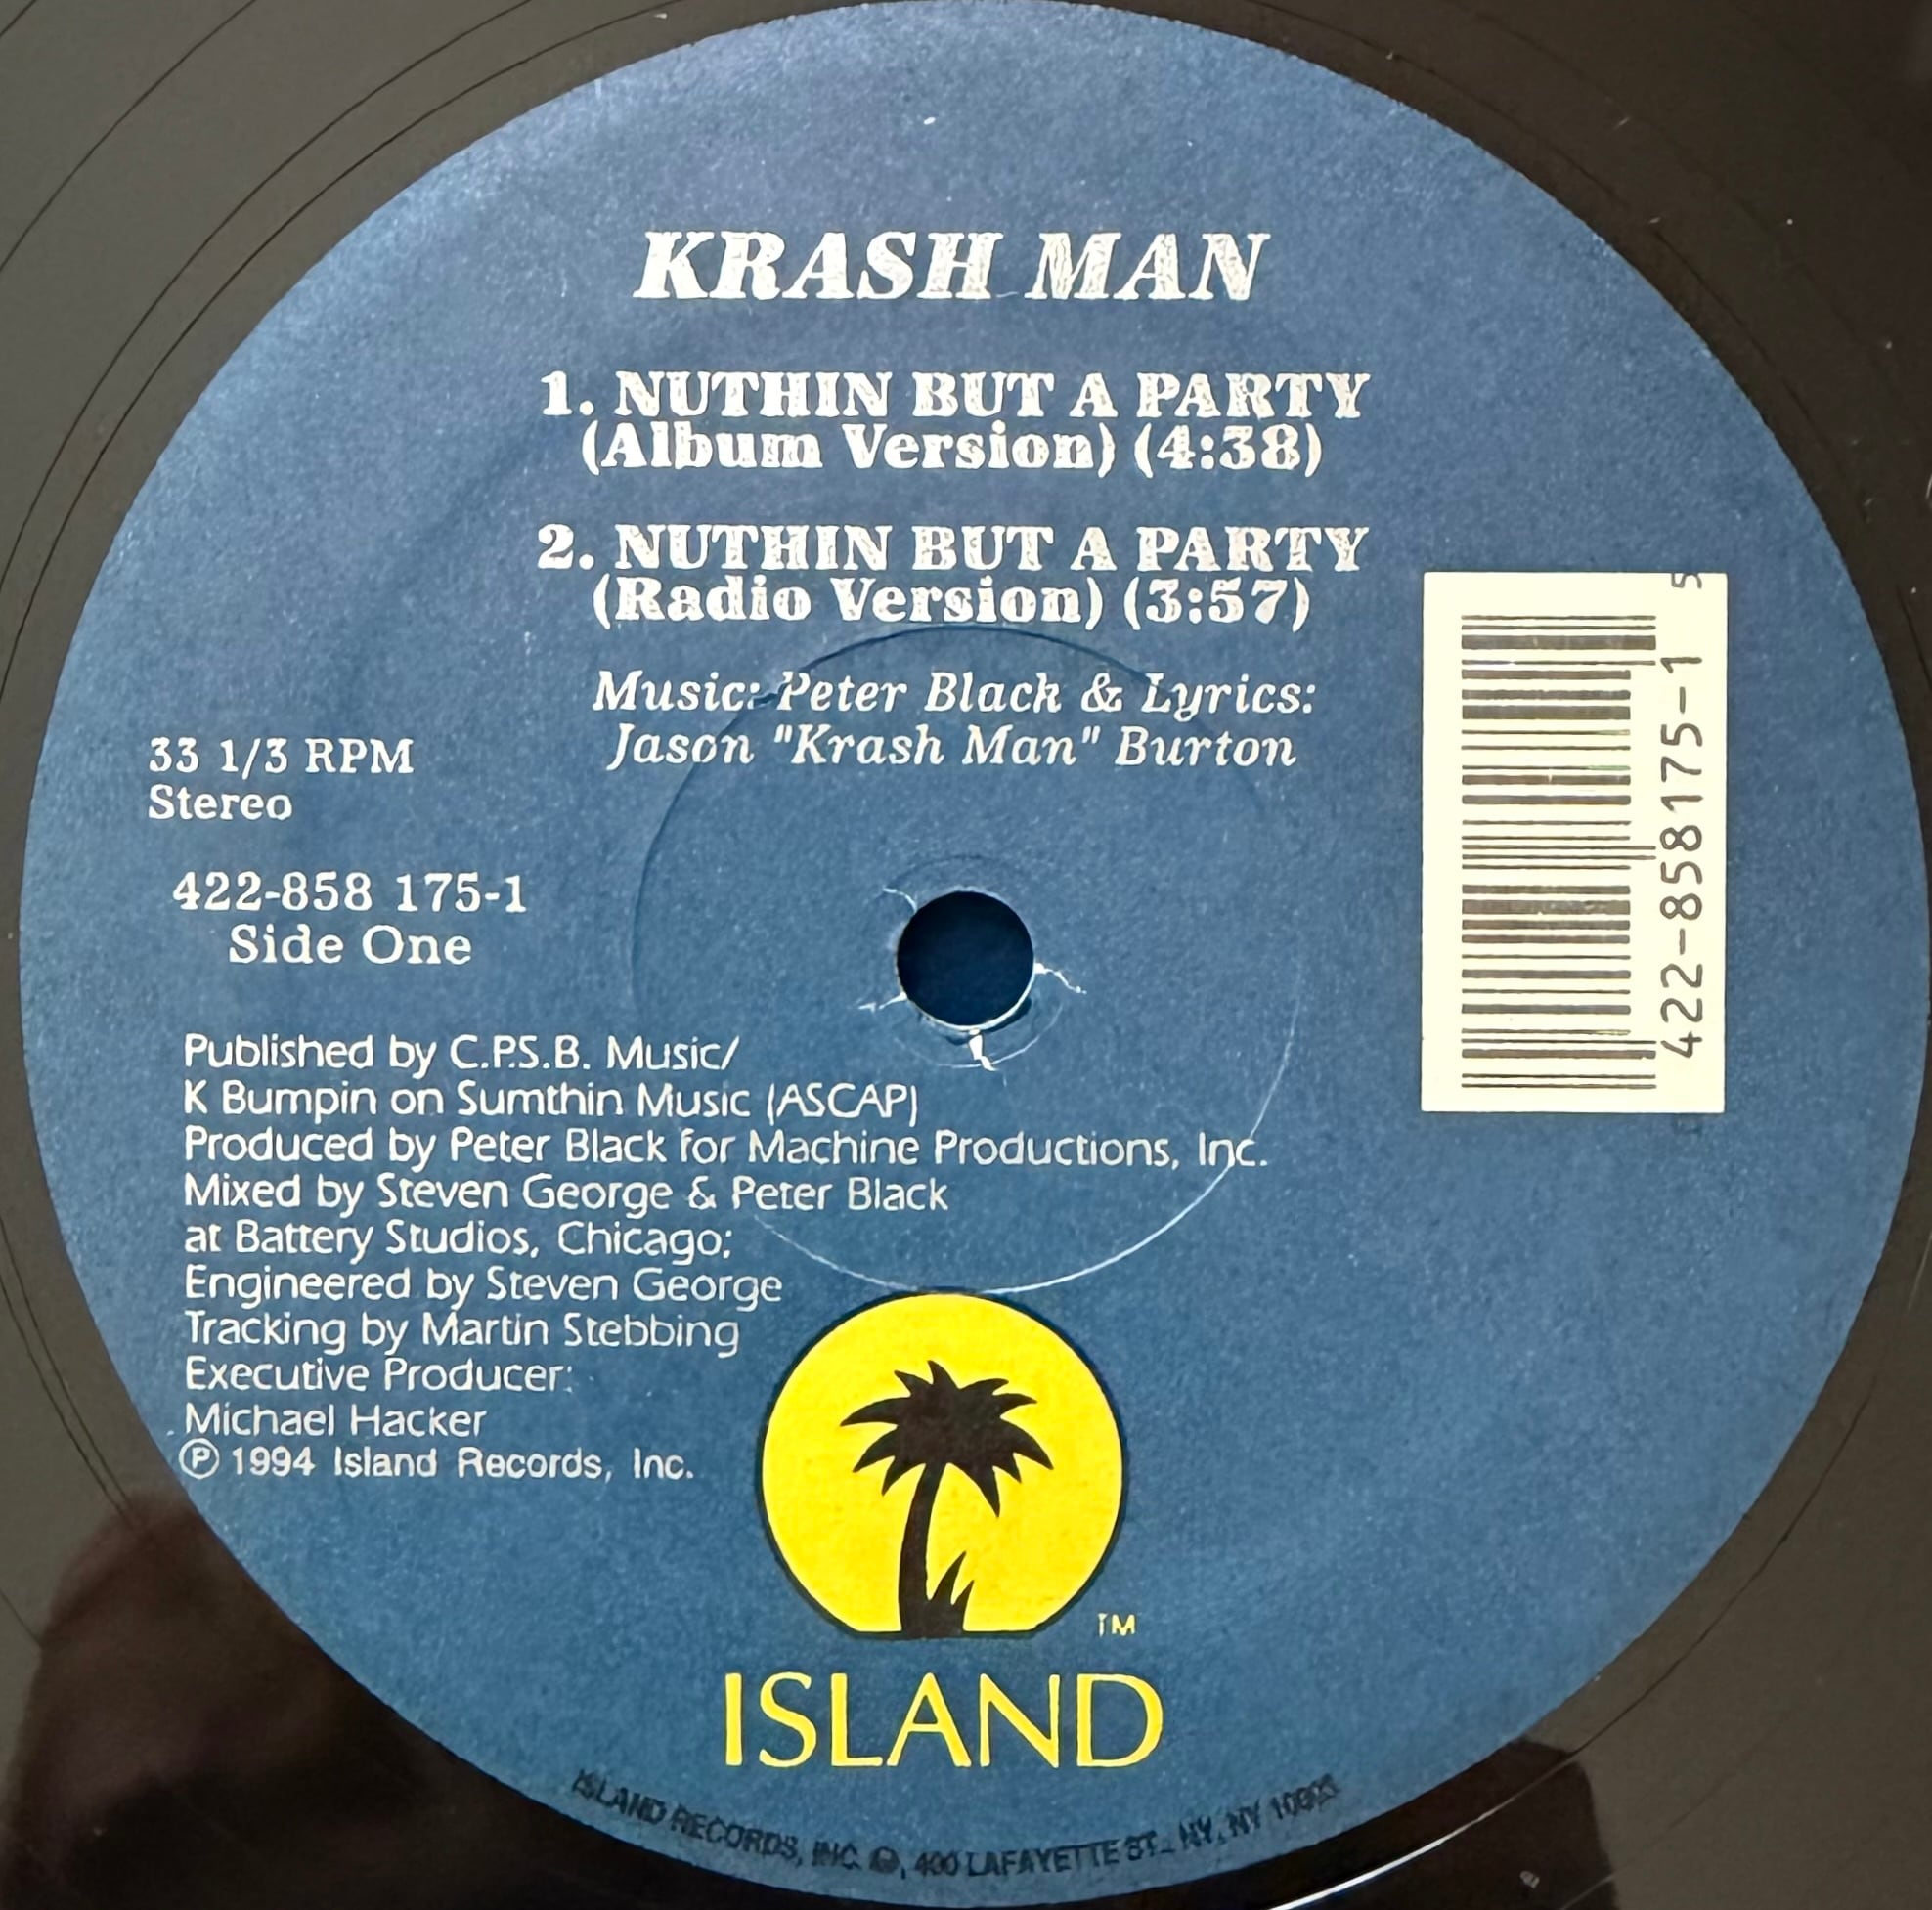 KRASH MAN
1. NUTHIN BUT A PARTY
(Album Version) (4:38)
2. NUTHIN BUT A PARTY
(Radio Version) (3:57)
Music: Peter Black & Lyrics:
Jason "Krash Man" Burton
33 1/3 RPM
Stereo
422-858 175-1
Side One
422-858175-1 5
Published by C.P.S.B. Music/
K Bumpin on Sumthin Music (ASCAP)
Produced by Peter Black for Machine Productions, Inc.
Mixed by Steven George & Peter Black
at Battery Studios, Chicago;
Engineered by Steven George
Tracking by Martin Stebbing
Executive Producer:
Michael Hacker
℗ 1994 Island Records, Inc.
TM
ISLAND
ISLAND RECORDS, INC. , 400 LAFAYETTE ST., NY, NY 10003